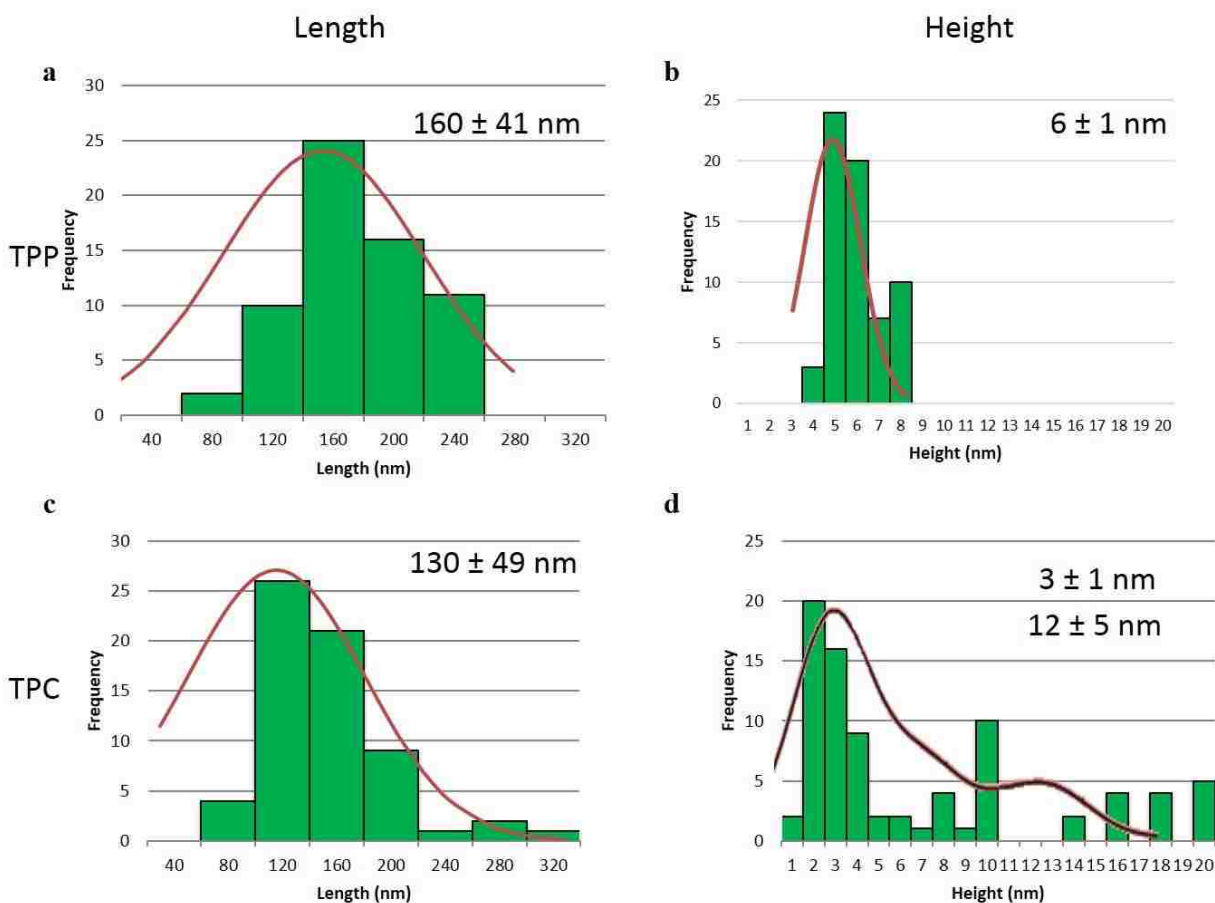 Length
Height
a
30
25
20
15
10
5
0
Frequency
160 ± 41 nm
TPP
40 80 120 160 200 240 280 320
Length (nm)
b
25
20
15
10
5
0
6 ± 1 nm
1 2 3 4 5 6 7 8 9 10 11 12 13 14 15 16 17 18 19 20
Height (nm)
c
30
25
20
15
10
5
0
Frequency
130 ± 49 nm
TPC
40 80 120 160 200 240 280 320
Length (nm)
d
25
20
15
10
5
0
Frequency
3 ± 1 nm
12 ± 5 nm
1 2 3 4 5 6 7 8 9 10 11 12 13 14 15 16 17 18 19 20
Height (nm)